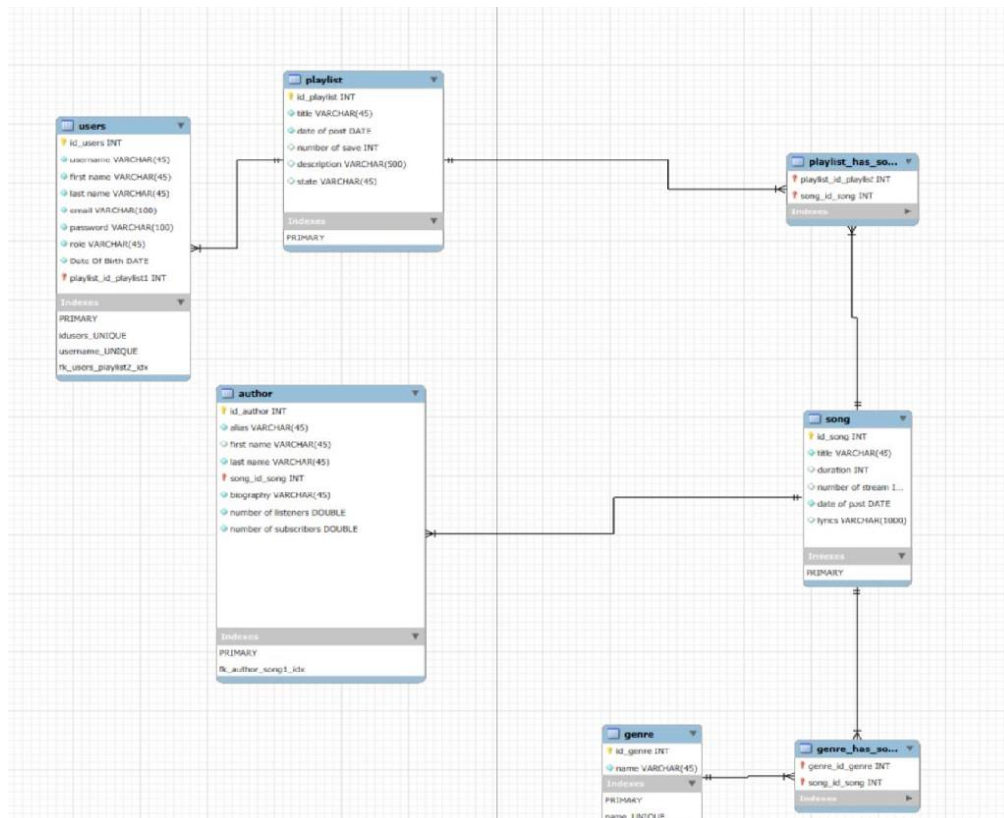 playlist
id_playlist INT
title VARCHAR(45)
date of post DATE
number of save INT
description VARCHAR(500)
state VARCHAR(45)
Indexes
PRIMARY
users
id_users INT
username VARCHAR(45)
first name VARCHAR(45)
last name VARCHAR(45)
email VARCHAR(100)
password VARCHAR(100)
role VARCHAR(45)
Date Of Birth DATE
playlist_id_playlist1 INT
Indexes
PRIMARY
idusers_UNIQUE
username_UNIQUE
fk_users_playlist2_idx
playlist_has_so...
playlist_id_playlist INT
song_id_song INT
Indexes
author
id_author INT
alias VARCHAR(45)
first name VARCHAR(45)
last name VARCHAR(45)
song_id_song INT
biography VARCHAR(45)
number of listeners DOUBLE
number of subscribers DOUBLE
Indexes
PRIMARY
fk_author_song1_idx
song
id_song INT
title VARCHAR(45)
duration INT
number of stream I...
date of post DATE
lyrics VARCHAR(1000)
Indexes
PRIMARY
genre
id_genre INT
name VARCHAR(45)
Indexes
PRIMARY
name_UNIQUE
genre_has_so...
genre_id_genre INT
song_id_song INT
Indexes